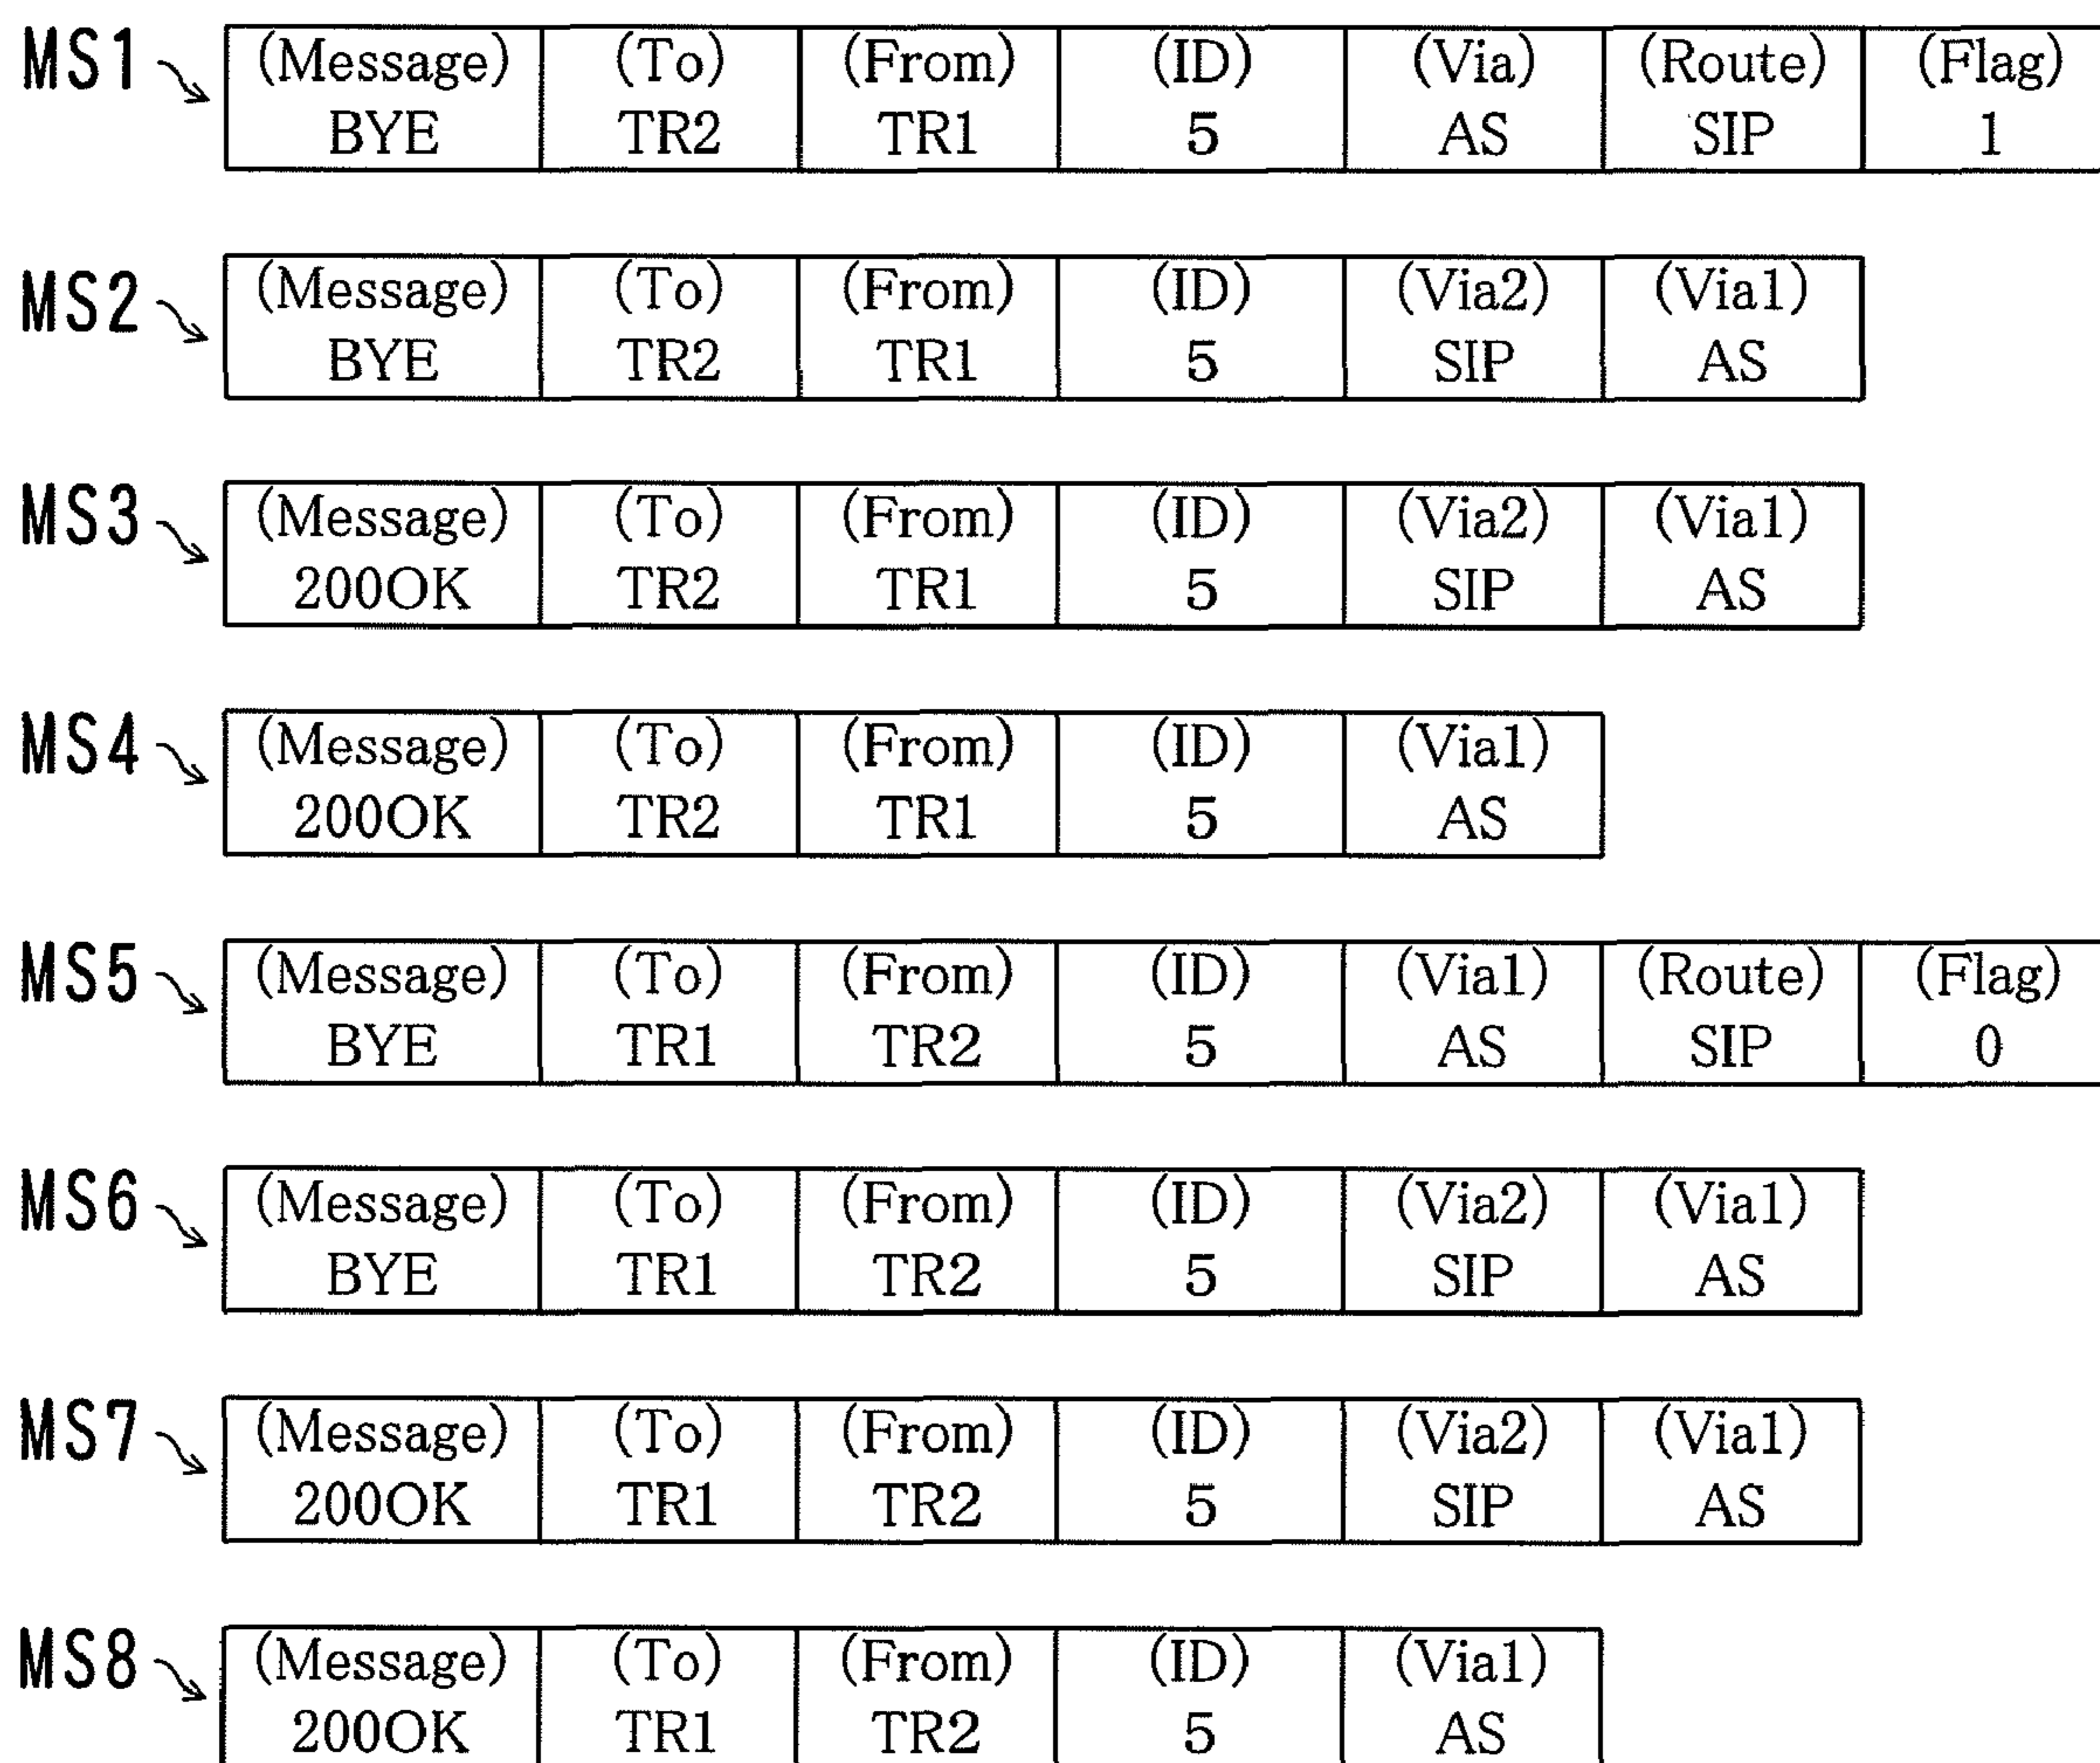 MS1
(Message) (To) (From) (ID) (Via) (Route) (Flag)
BYE TR2 TR1 5 AS SIP 1
MS2
(Message) (To) (From) (ID) (Via2) (Via1)
BYE TR2 TR1 5 SIP AS
MS3
(Message) (To) (From) (ID) (Via2) (Via1)
200OK TR2 TR1 5 SIP AS
MS4
(Message) (To) (From) (ID) (Via1)
200OK TR2 TR1 5 AS
MS5
(Message) (To) (From) (ID) (Via1) (Route) (Flag)
BYE TR1 TR2 5 AS SIP 0
MS6
(Message) (To) (From) (ID) (Via2) (Via1)
BYE TR1 TR2 5 SIP AS
MS7
(Message) (To) (From) (ID) (Via2) (Via1)
200OK TR1 TR2 5 SIP AS
MS8
(Message) (To) (From) (ID) (Via1)
200OK TR1 TR2 5 AS